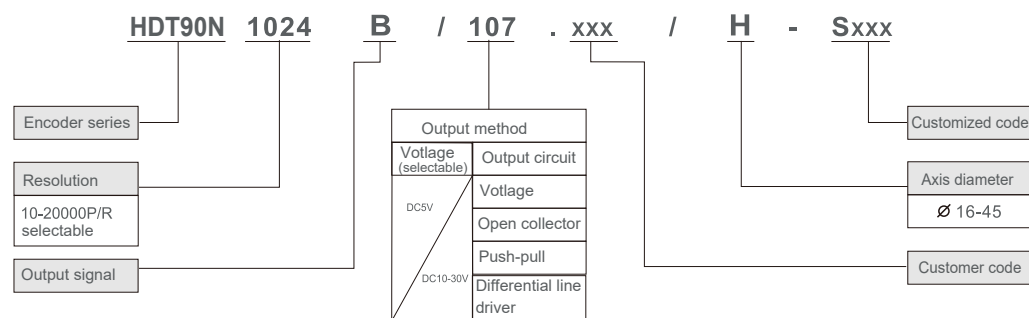 HDT90N 1024 B / 107 . xxx / H - Sxxx
Encoder series
Resolution
10-20000P/R
selectable
Output signal
Output method
Votlage
(selectable)
Output circuit
DC5V
DC10-30V
Votlage
Open collector
Push-pull
Differential line
driver
Customized code
Axis diameter
Ø 16-45
Customer code